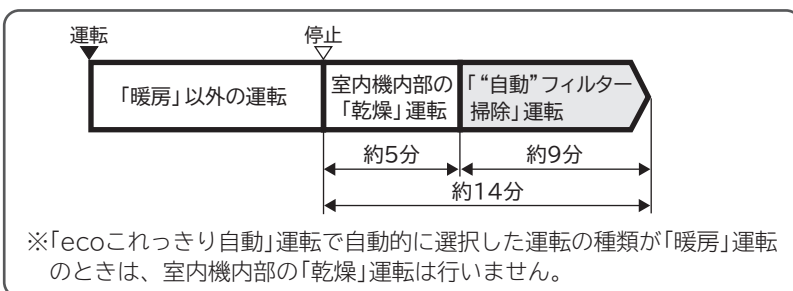 運転
停止
「暖房」以外の運転
室内機内部の
「乾燥」運転
「“自動”フィルター
掃除」運転
約5分
約9分
約14分
※「ecoこれっきり自動」運転で自動的に選択した運転の種類が「暖房」運転
のときは、室内機内部の「乾燥」運転は行いません。